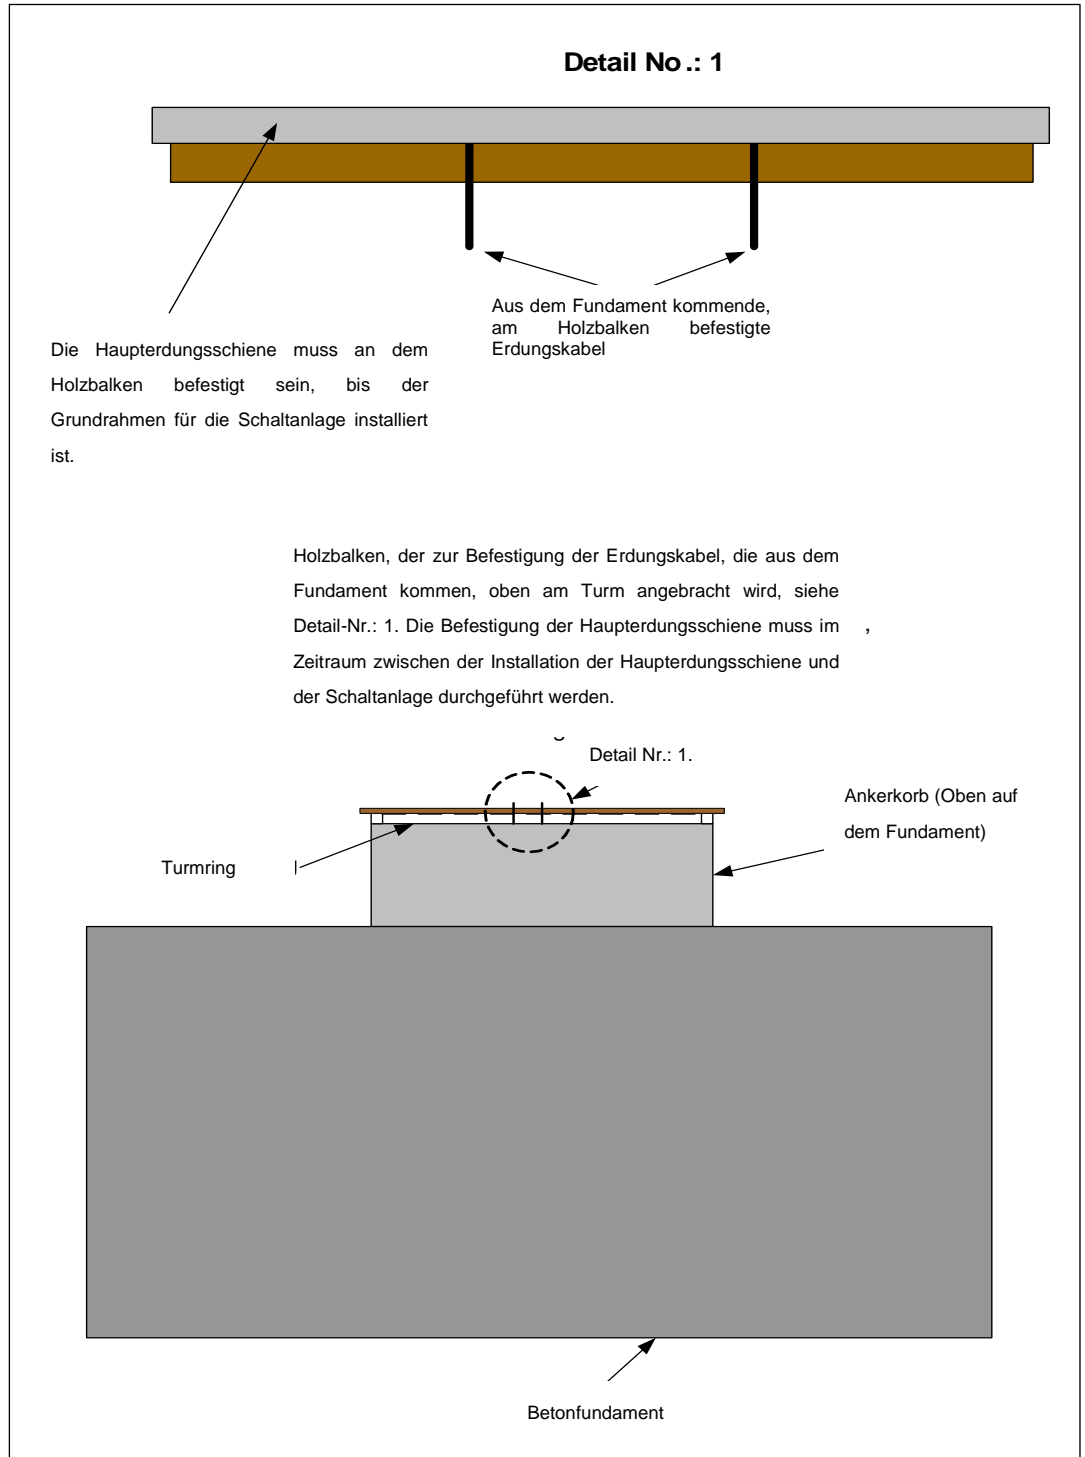 Detail No.: 1
Aus dem Fundament kommende,
am Holzbalken befestigte
Erdungskabel
Die Haupterdungsschiene muss an dem
Holzbalken befestigt sein, bis der
Grundrahmen für die Schaltanlage installiert
ist.
Holzbalken, der zur Befestigung der Erdungskabel, die aus dem
Fundament kommen, oben am Turm angebracht wird, siehe
Detail-Nr.: 1. Die Befestigung der Haupterdungsschiene muss im ,
Zeitraum zwischen der Installation der Haupterdungsschiene und
der Schaltanlage durchgeführt werden.
Detail Nr.: 1.
Ankerkorb (Oben auf
dem Fundament)
Turmring
Betonfundament